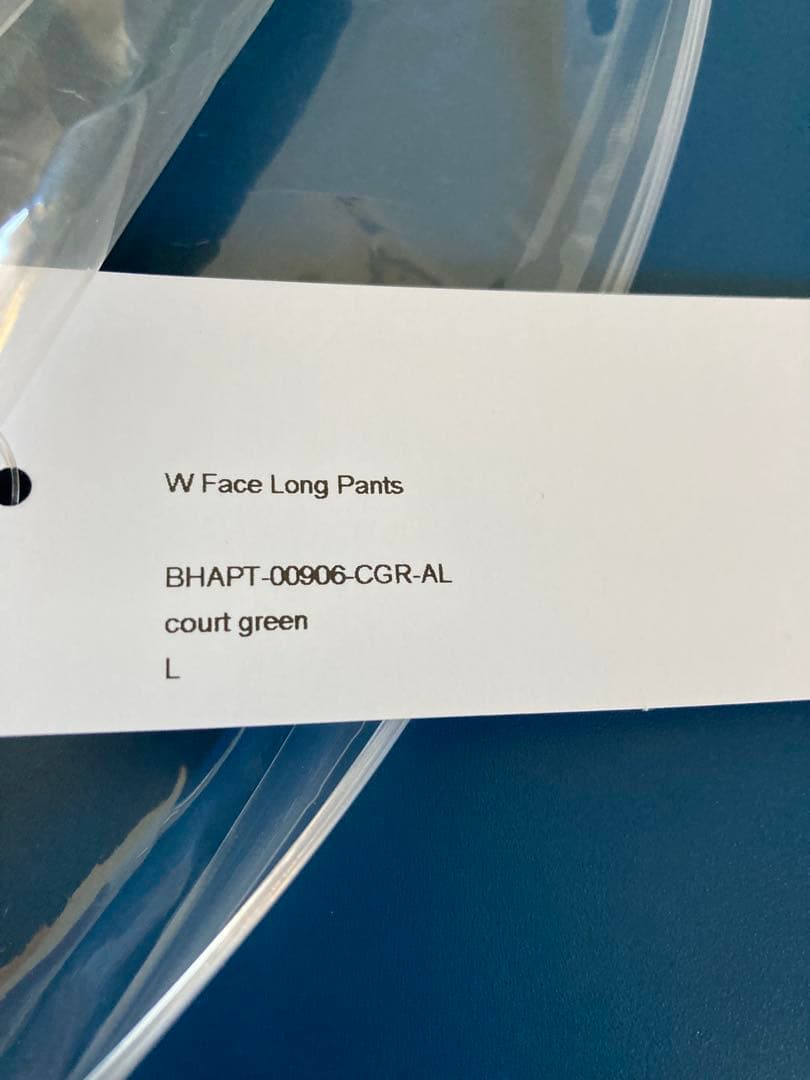 W Face Long Pants
BHAPT-00906-CGR-AL
court green
L